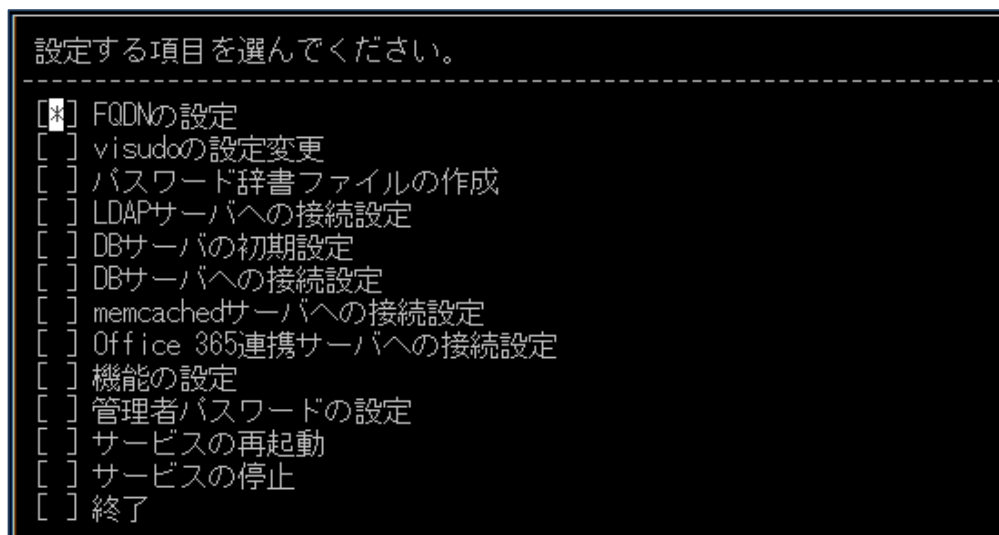 設定する項目を選んでください。
--------------------------------------------------------------
[*] FQDNの設定
[ ] visudoの設定変更
[ ] パスワード辞書ファイルの作成
[ ] LDAPサーバへの接続設定
[ ] DBサーバの初期設定
[ ] DBサーバへの接続設定
[ ] memcachedサーバへの接続設定
[ ] Office 365連携サーバへの接続設定
[ ] 機能の設定
[ ] 管理者パスワードの設定
[ ] サービスの再起動
[ ] サービスの停止
[ ] 終了